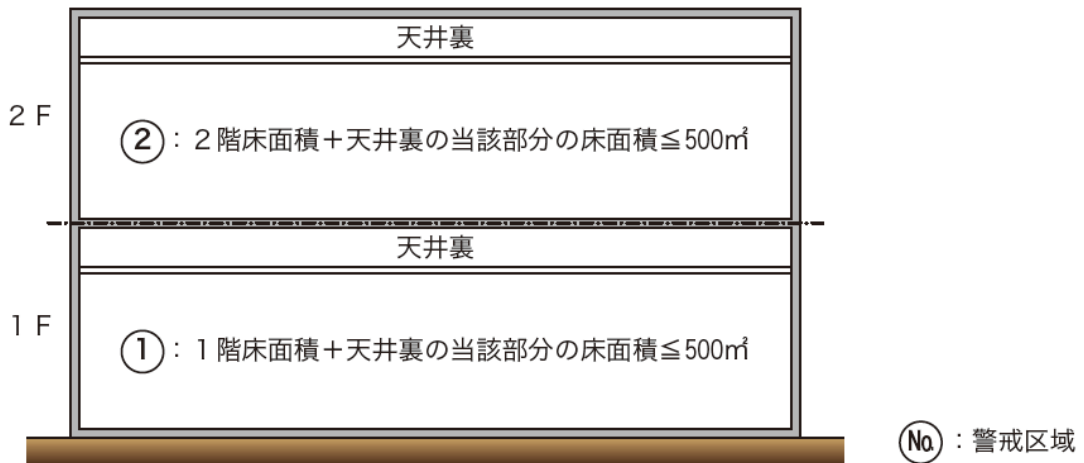 天井裏
2 F
②：２階床面積＋天井裏の当該部分の床面積≦500㎡
天井裏
1 F
①：１階床面積＋天井裏の当該部分の床面積≦500㎡
No.：警戒区域